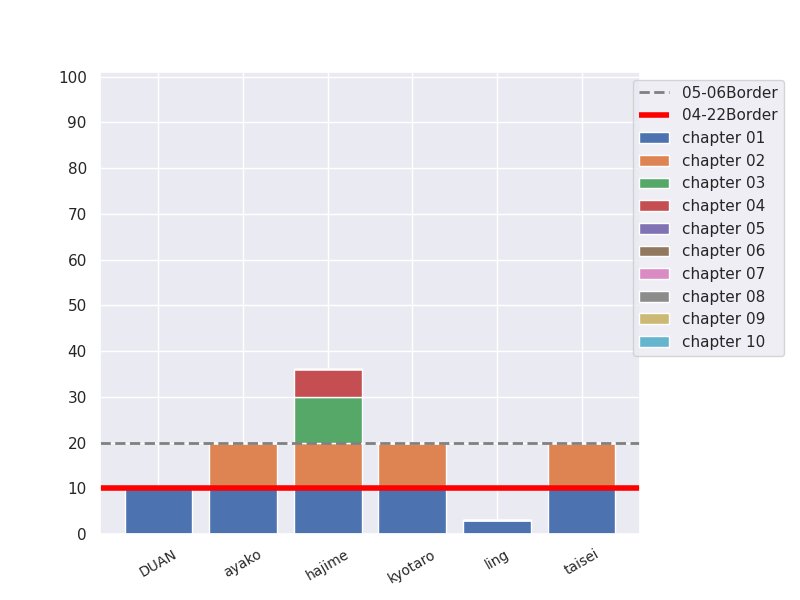 100
90
80
70
60
50
40
30
20
10
0
DUAN
ayako
hajime
kyotaro
ling
taisei
05-06Border
04-22Border
chapter 01
chapter 02
chapter 03
chapter 04
chapter 05
chapter 06
chapter 07
chapter 08
chapter 09
chapter 10